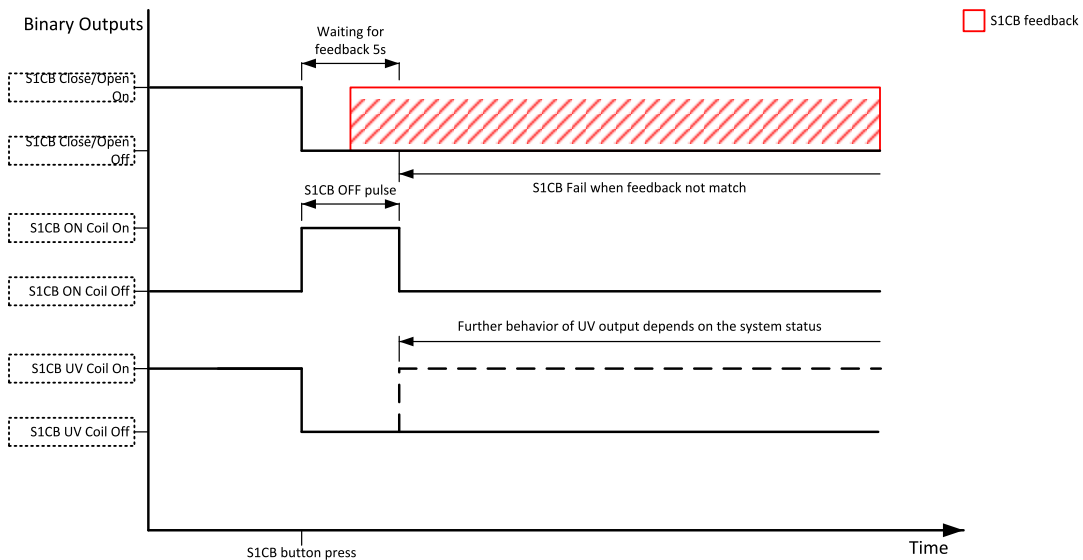 Binary Outputs
S1CB feedback
Waiting for
feedback 5s
S1CB Close/Open
On
S1CB Close/Open
Off
S1CB Fail when feedback not match
S1CB OFF pulse
S1CB ON Coil On
S1CB ON Coil Off
Further behavior of UV output depends on the system status
S1CB UV Coil On
S1CB UV Coil Off
S1CB button press
Time